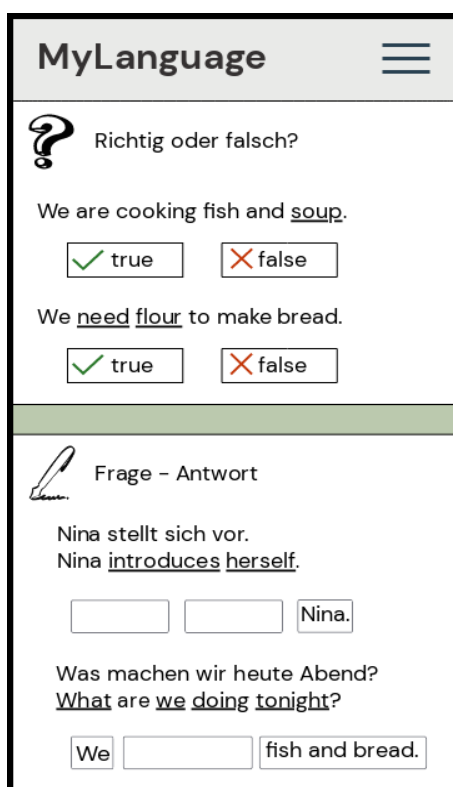 MyLanguage
Richtig oder falsch?
We are cooking fish and soup.
true false
We need flour to make bread.
true false
Frage - Antwort
Nina stellt sich vor.
Nina introduces herself.
Nina.
Was machen wir heute Abend?
What are we doing tonight?
We fish and bread.